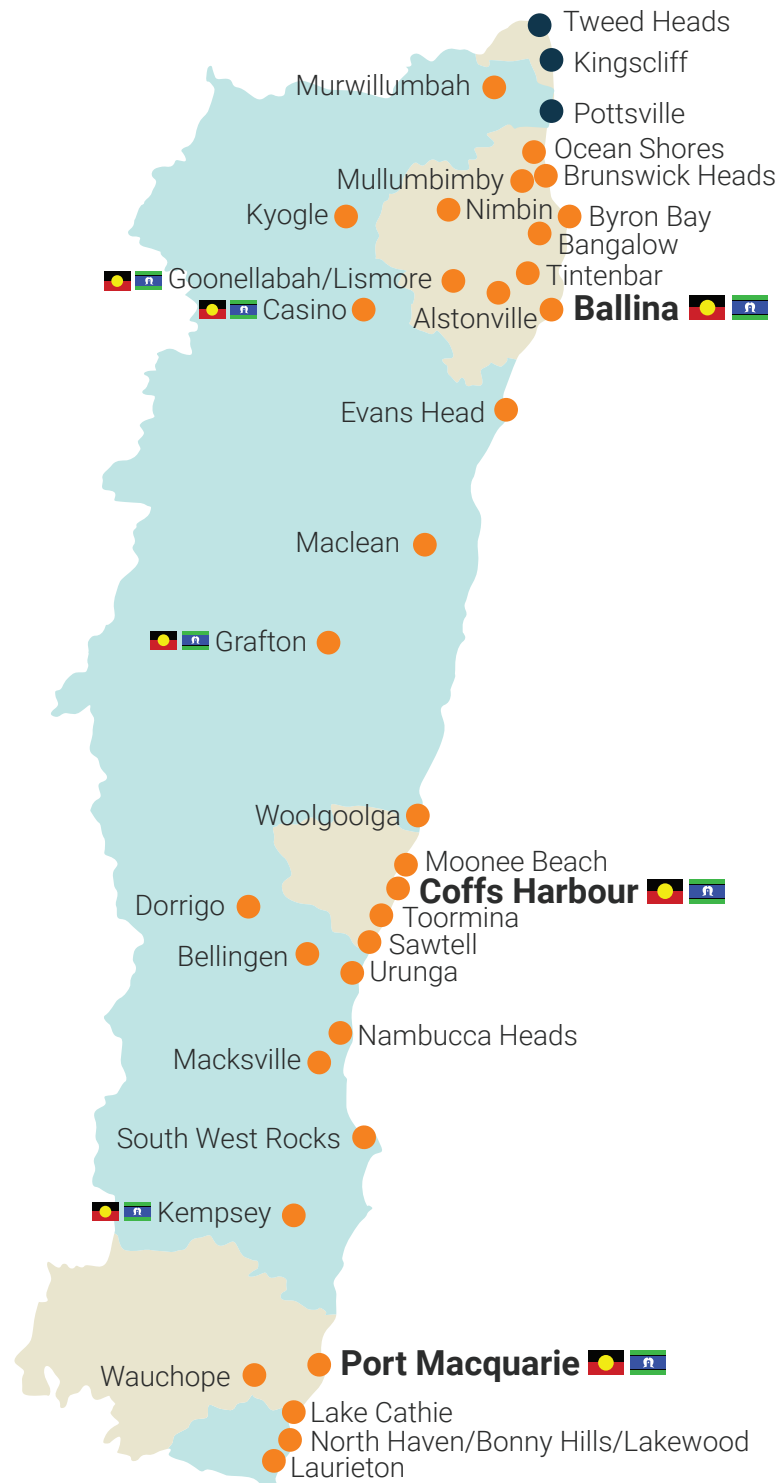 Tweed Heads
Kingscliff
Murwillumbah
Pottsville
Ocean Shores
Brunswick Heads
Mullumbimby
Nimbin
Kyogle
Byron Bay
Bangalow
Goonellabah/Lismore
Tintenbar
Casino
Alstonville
Ballina
Evans Head
Maclean
Grafton
Woolgoolga
Moonee Beach
Coffs Harbour
Dorrigo
Toormina
Sawtell
Bellingen
Urunga
Nambucca Heads
Macksville
South West Rocks
Kempsey
Port Macquarie
Wauchope
Lake Cathie
North Haven/Bonny Hills/Lakewood
Laurieton